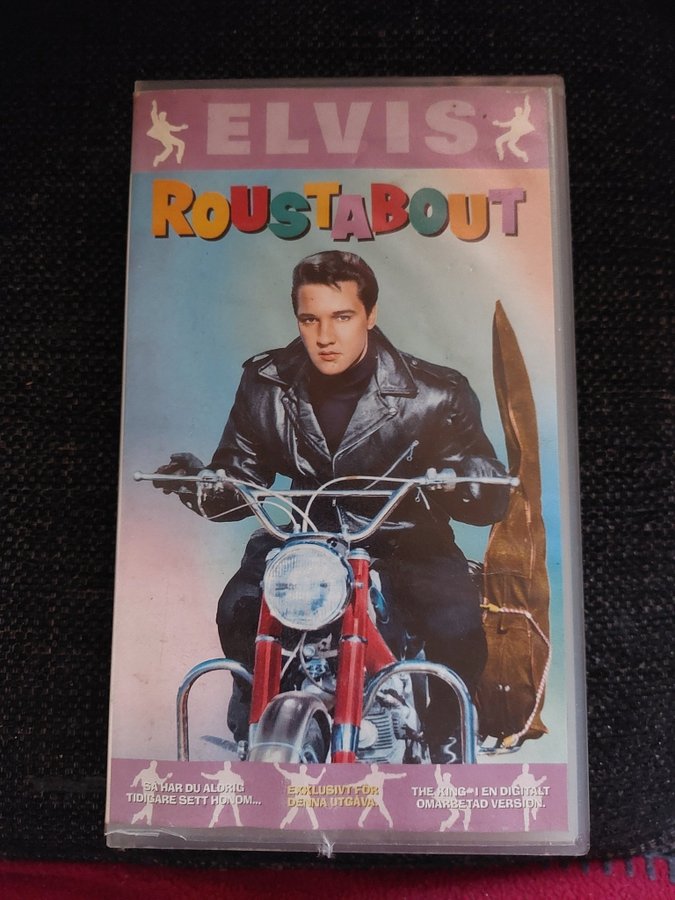 ELVIS
ROUSTABOUT
SÅ HAR DU ALDRIG
TIDIGARE SETT HONOM...
EXKLUSIVT FÖR
DENNA UTGÅVA.
THE KING - I EN DIGITALT
OMARBETAD VERSION.